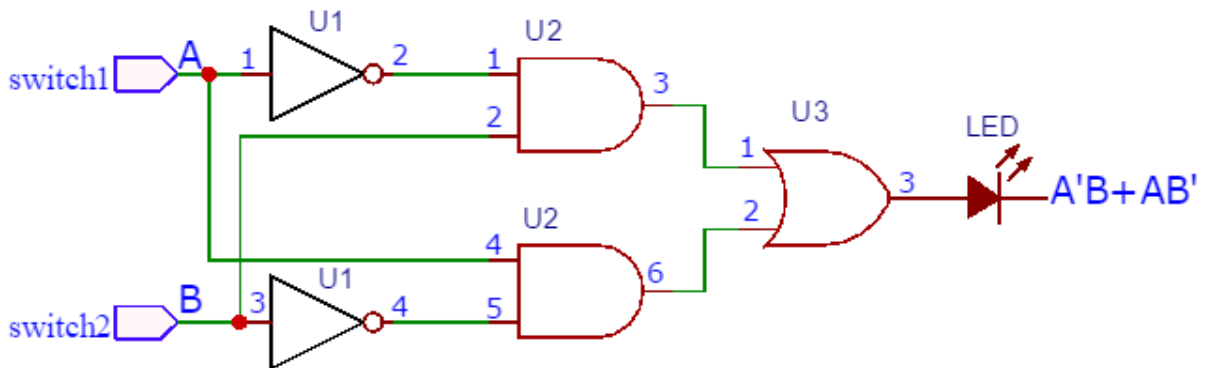 U1
U2
switch1 A 1 2 1 3
2
U3
LED
1 3 A'B+AB'
2
U2
4 6
U1
switch2 B 3 4 5